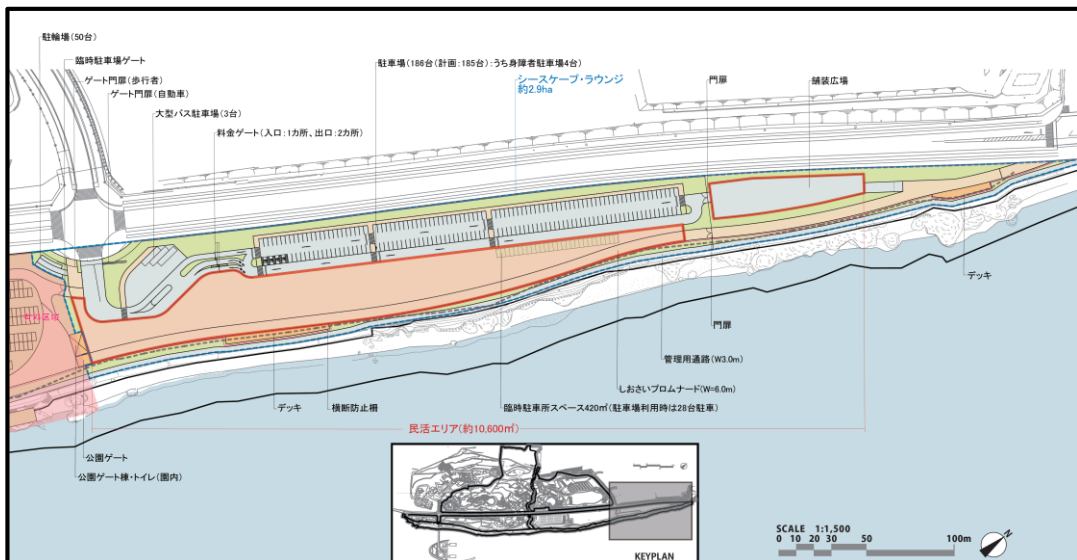 駐輪場(50台)
臨時駐車場ゲート
ゲート門扉(歩行者)
ゲート門扉(自動車)
大型バス駐車場(3台)
料金ゲート(入口:1カ所、出口:2カ所)
駐車場(186台(計画:185台):うち身障者駐車場4台)
シースケープ・ラウンジ
約2.9ha
門扉
舗装広場
デッキ
門扉
管理用通路(W3.0m)
しおさいプロムナード(W=6.0m)
臨時駐車所スペース420㎡(駐車場利用時は28台駐車)
横断防止柵
デッキ
民活エリア(約10,600㎡)
公園ゲート
公園ゲート棟・トイレ(園内)
KEYPLAN
SCALE 1:1,500
0 10 20 30 50 100m
N